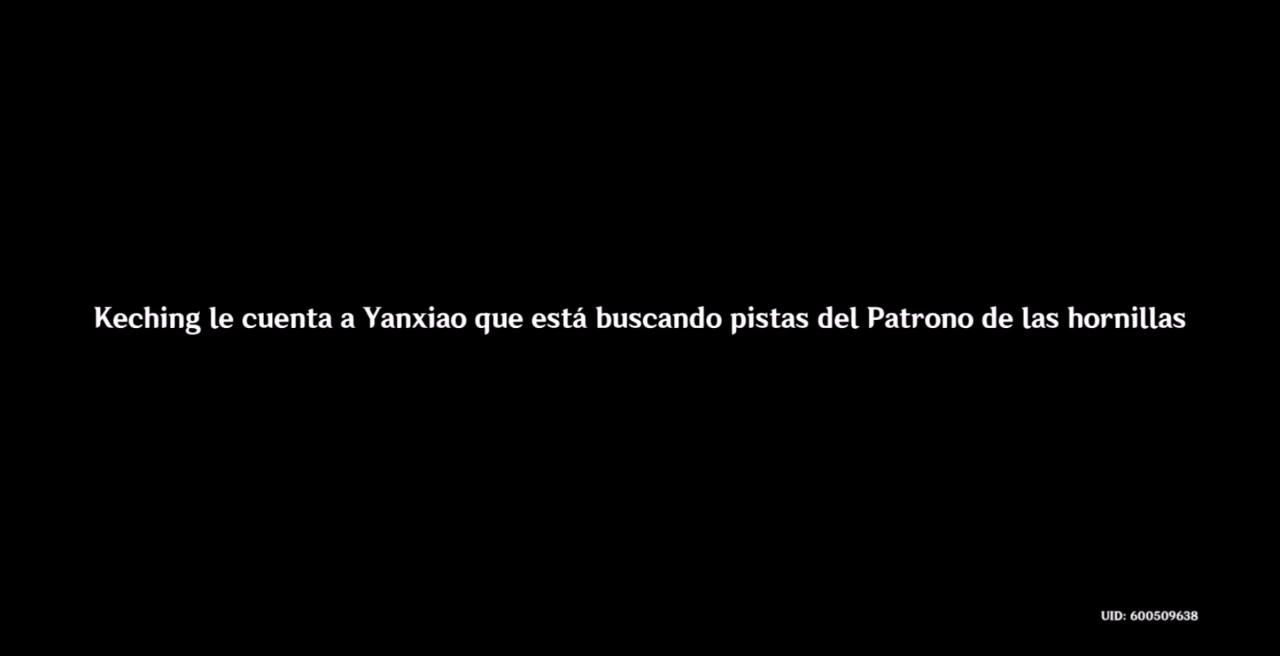 Keching le cuenta a Yanxiao que está buscando pistas del Patrono de las hornillas
UID: 600509638